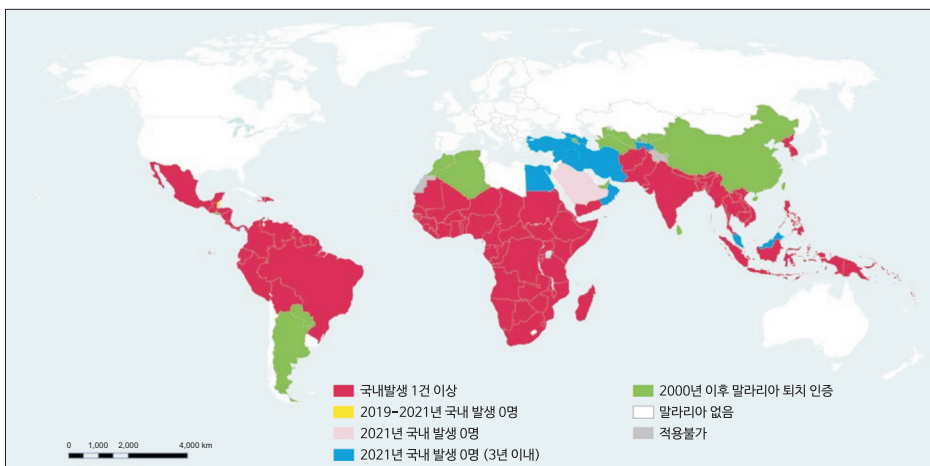 국내발생 1건 이상
2019-2021년 국내 발생 0명
2021년 국내 발생 0명
2021년 국내 발생 0명 (3년 이내)
2000년 이후 말라리아 퇴치 인증
말라리아 없음
적용불가
0 1,000 2,000 4,000 km